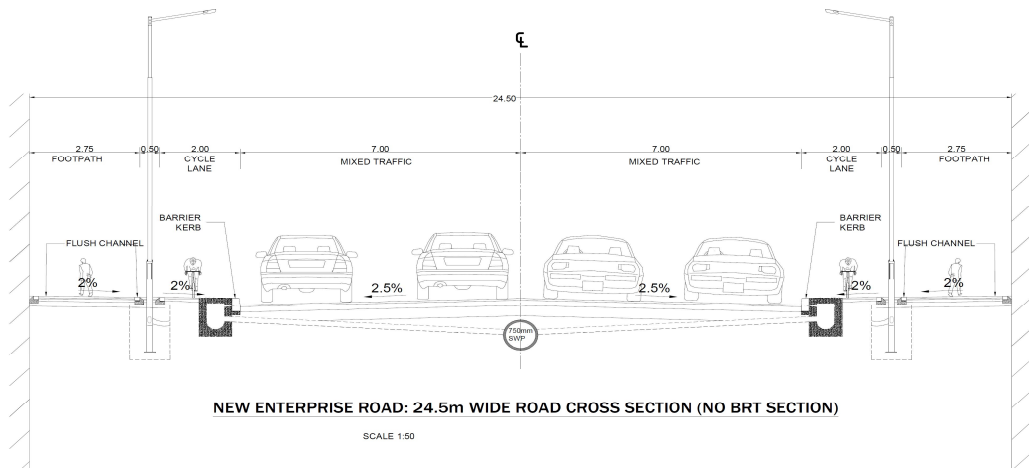 ℄
24.50
2.75 0.50 2.00 7.00 7.00 2.00 0.50 2.75
FOOTPATH CYCLE LANE MIXED TRAFFIC MIXED TRAFFIC CYCLE LANE FOOTPATH
BARRIER KERB
BARRIER KERB
FLUSH CHANNEL
FLUSH CHANNEL
2% 2% 2.5% 2.5% 2% 2%
750mm
SWP
NEW ENTERPRISE ROAD: 24.5m WIDE ROAD CROSS SECTION (NO BRT SECTION)
SCALE 1:50